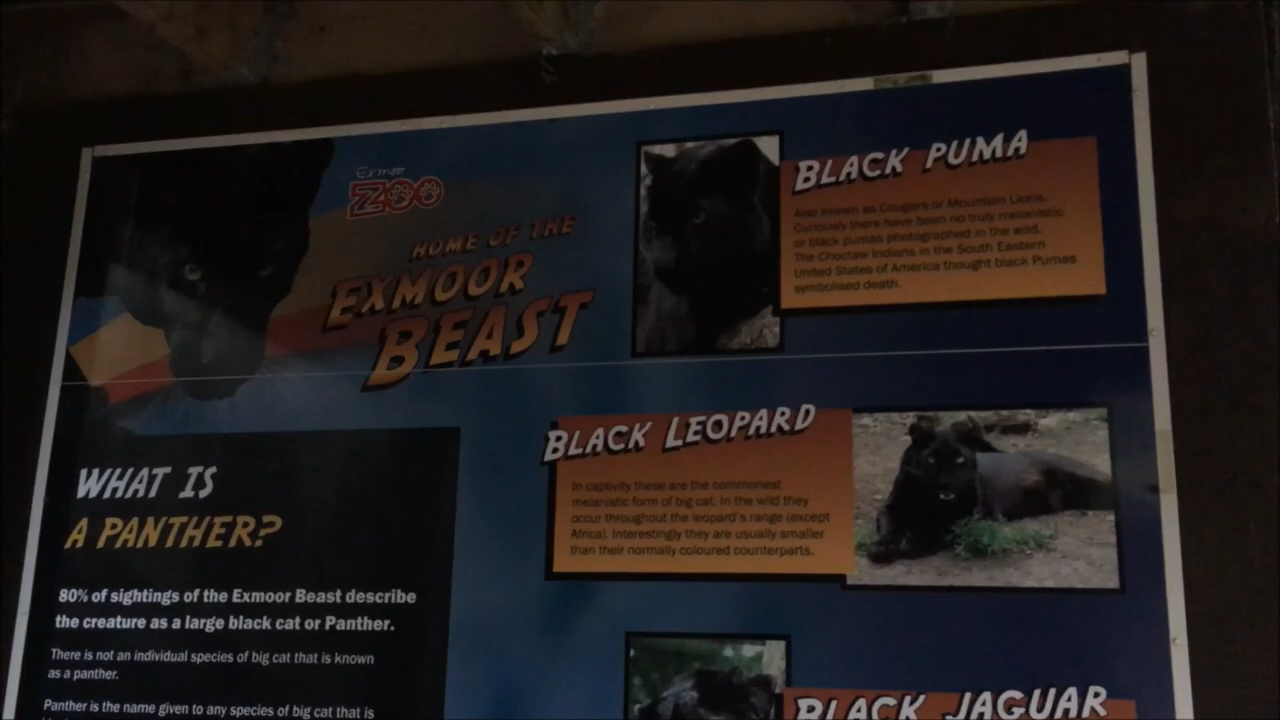 Exmoor
ZOO
HOME OF THE
EXMOOR
BEAST
BLACK PUMA
Also known as Cougars or Mountain Lions.
Curiously there have been no truly melanistic
or black pumas photographed in the wild.
The Choctaw Indians in the South Eastern
United States of America thought black Pumas
symbolised death.
BLACK LEOPARD
In captivity these are the commonest
melanistic form of big cat. In the wild they
occur throughout the leopard's range (except
Africa). Interestingly they are usually smaller
than their normally coloured counterparts.
WHAT IS
A PANTHER?
80% of sightings of the Exmoor Beast describe
the creature as a large black cat or Panther.
There is not an individual species of big cat that is known
as a panther.
Panther is the name given to any species of big cat that is
BLACK JAGUAR